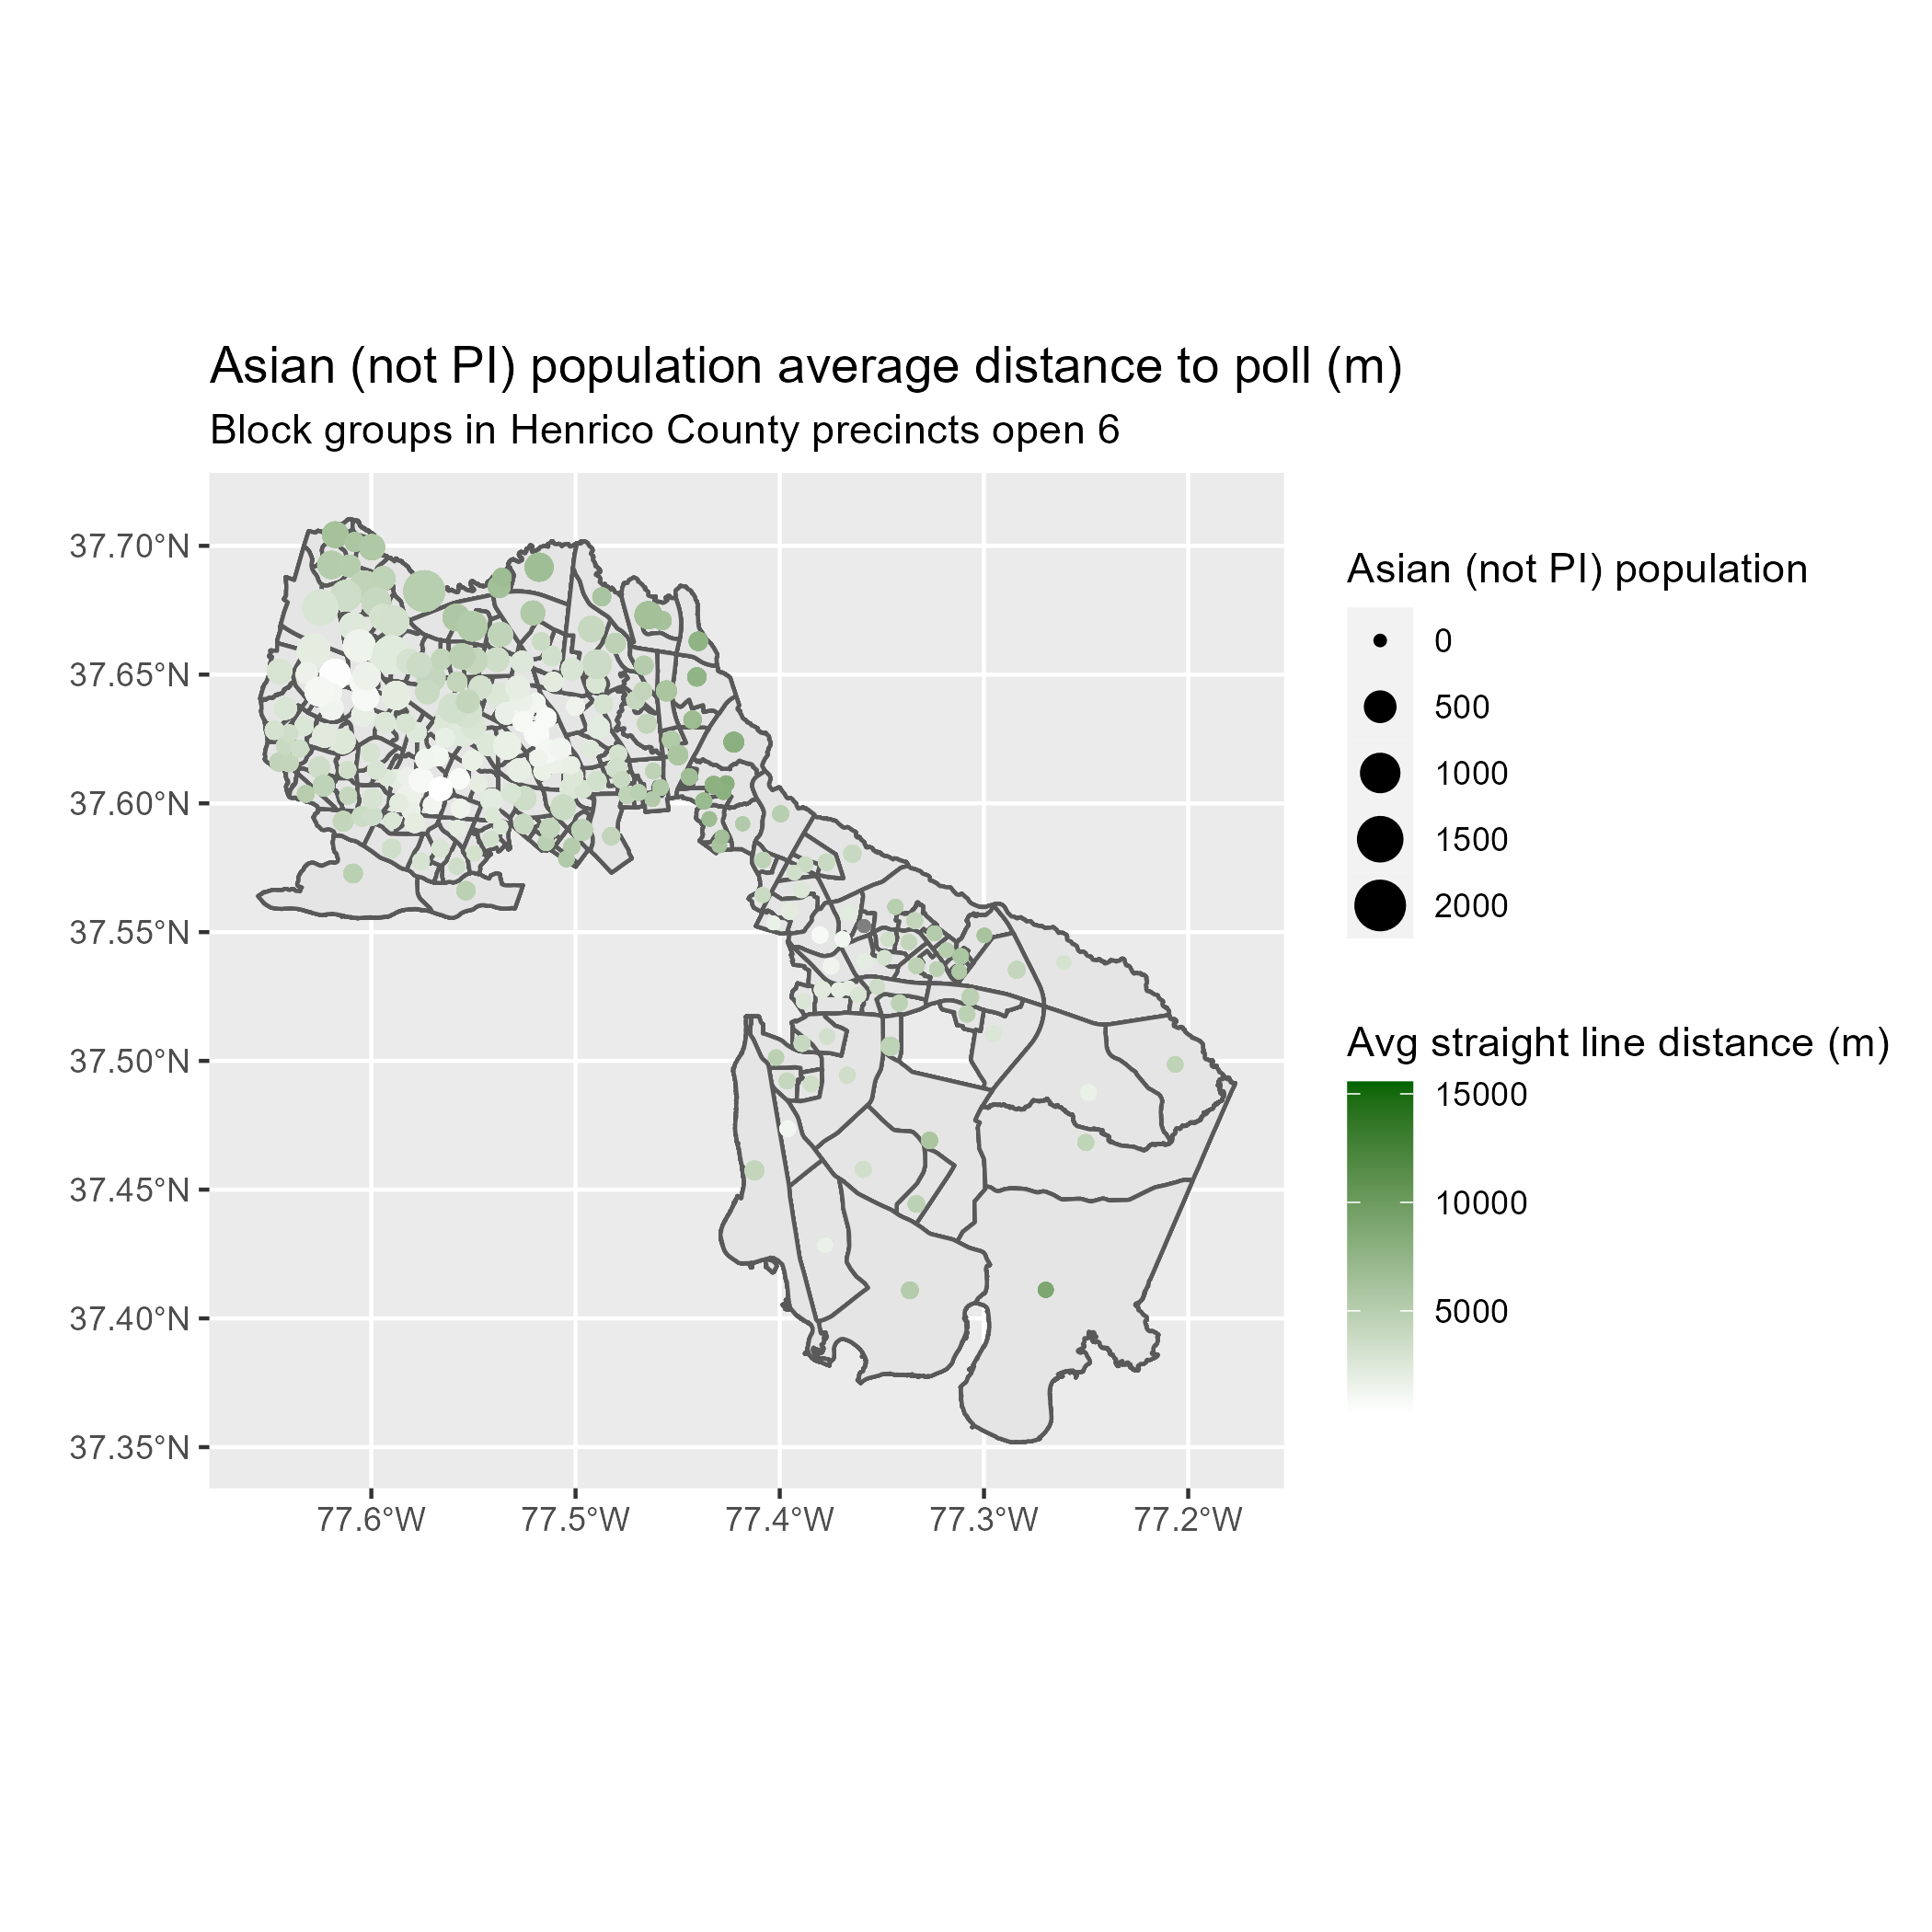 Asian (not PI) population average distance to poll (m)
Block groups in Henrico County precincts open 6
37.70°N
37.65°N
37.60°N
37.55°N
37.50°N
37.45°N
37.40°N
37.35°N
77.6°W
77.5°W
77.4°W
77.3°W
77.2°W
Asian (not PI) population
0
500
1000
1500
2000
Avg straight line distance (m)
15000
10000
5000